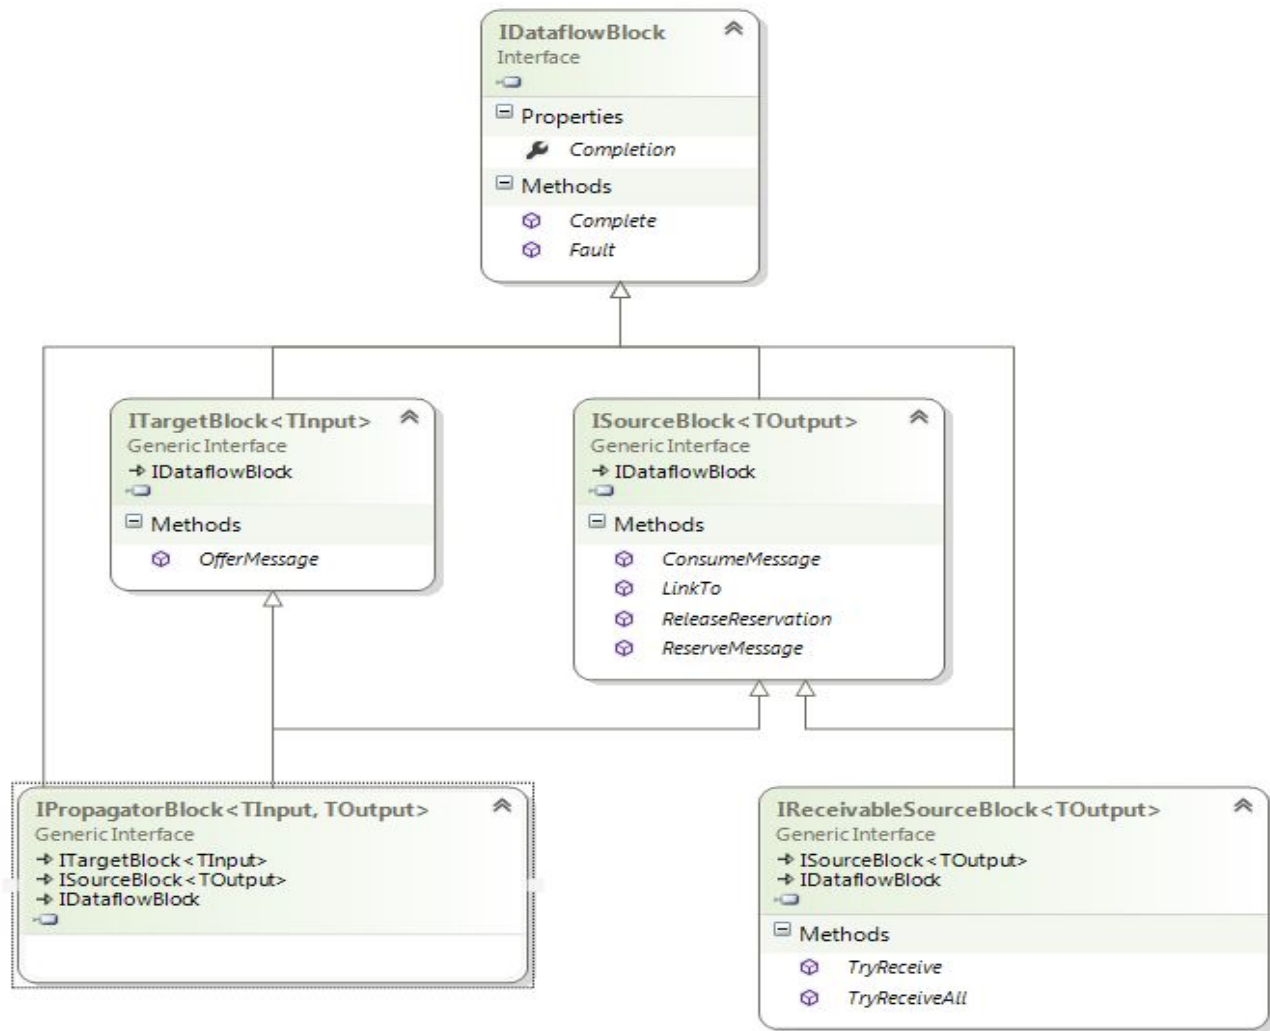 IDataflowBlock
Interface
Properties
Completion
Methods
Complete
Fault
ITargetBlock<TInput>
Generic Interface
IDataflowBlock
Methods
OfferMessage
ISourceBlock<TOutput>
Generic Interface
IDataflowBlock
Methods
ConsumeMessage
LinkTo
ReleaseReservation
ReserveMessage
IPropagatorBlock<TInput, TOutput>
Generic Interface
ITargetBlock<TInput>
ISourceBlock<TOutput>
IDataflowBlock
IReceivableSourceBlock<TOutput>
Generic Interface
ISourceBlock<TOutput>
IDataflowBlock
Methods
TryReceive
TryReceiveAll